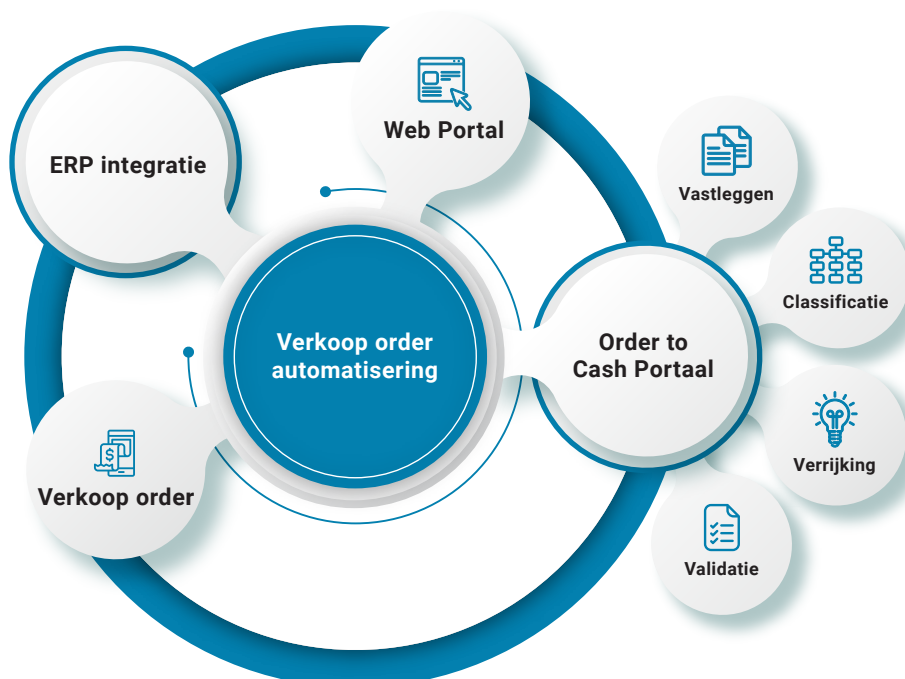 Web Portal
ERP integratie
Vastleggen
Classificatie
Verkoop order
automatisering
Order to
Cash Portaal
Verrijking
$
Verkoop order
Validatie